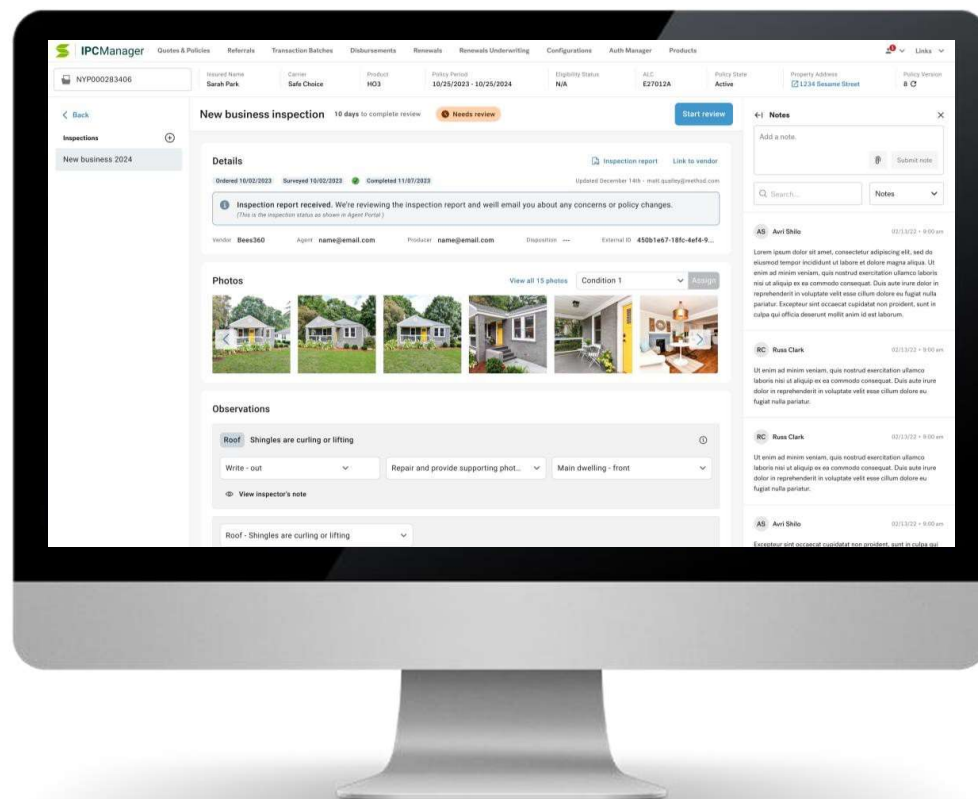 IPCManager Quotes & Policies Referrals Transaction Batches Disbursements Renewals Renewals Underwriting Configurations Auth Manager Products Links
NYP000283406
Insured Name
Sarah Park
Carrier
Safe Choice
Product
HO3
Policy Period
10/25/2023 - 10/25/2024
Eligibility Status
N/A
ALC
E27012A
Policy State
Active
Property Address
1234 Sesame Street
Policy Version
8
Back
Inspections
New business 2024
New business inspection 10 days to complete review Needs review Start review
Details Inspection report Link to vendor
Ordered 10/02/2023 Surveyed 10/02/2023 Completed 11/07/2023 Updated December 14th - matt qualley@method.com
Inspection report received. We're reviewing the inspection report and weill email you about any concerns or policy changes.
(This is the inspection status as shown in Agent Portal )
Vendor Bees360 Agent name@email.com Producer name@email.com Disposition --- External ID 450b1e67-18fc-4ef4-9...
Photos View all 15 photos Condition 1 Assign
Observations
Roof Shingles are curling or lifting
Write - out Repair and provide supporting phot... Main dwelling - front
View inspector's note
Roof - Shingles are curling or lifting
Notes
Add a note.
Submit note
Search... Notes
AS Avri Shilo 02/13/22 • 9:00 am
Lorem ipsum dolor sit amet, consectetur adipiscing elit, sed do
eiusmod tempor incididunt ut labore et dolore magna aliqua. Ut
enim ad minim veniam, quis nostrud exercitation ullamco laboris
nisi ut aliquip ex ea commodo consequat. Duis aute irure dolor in
reprehenderit in voluptate velit esse cillum dolore eu fugiat nulla
pariatur. Excepteur sint occaecat cupidatat non proident, sunt in
culpa qui officia deserunt mollit anim id est laborum.
RC Russ Clark 02/13/22 • 9:00 am
Ut enim ad minim veniam, quis nostrud exercitation ullamco
laboris nisi ut aliquip ex ea commodo consequat. Duis aute irure
dolor in reprehenderit in voluptate velit esse cillum dolore eu
fugiat nulla pariatur.
RC Russ Clark 02/13/22 • 9:00 am
Ut enim ad minim veniam, quis nostrud exercitation ullamco
laboris nisi ut aliquip ex ea commodo consequat. Duis aute irure
dolor in reprehenderit in voluptate velit esse cillum dolore eu
fugiat nulla pariatur.
AS Avri Shilo 02/13/22 • 9:00 am
Excepteur sint occaecat cupidatat non proident, sunt in culpa qui